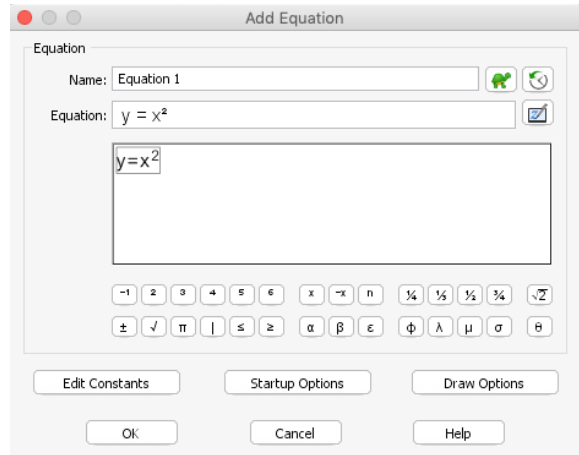 Add Equation
Equation
Name: Equation 1
Equation: y = x²
y=x²
⁻¹ ² ³ ⁴ ⁵ ⁶ ˣ ⁻ˣ ⁿ ¼ ⅓ ½ ¾ √2
± √ π | ≤ ≥ α β ε φ λ μ σ θ
Edit Constants Startup Options Draw Options
OK Cancel Help